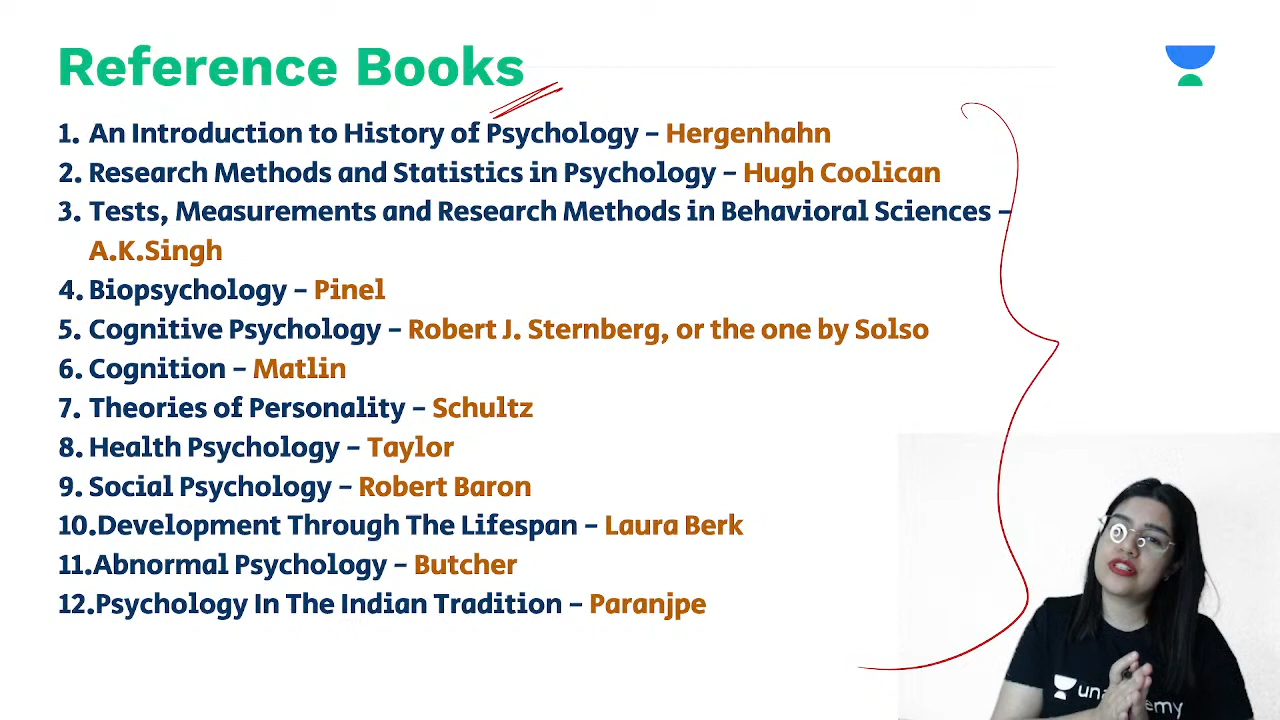 Reference Books
1. An Introduction to History of Psychology – Hergenhahn
2. Research Methods and Statistics in Psychology – Hugh Coolican
3. Tests, Measurements and Research Methods in Behavioral Sciences –
A.K.Singh
4. Biopsychology – Pinel
5. Cognitive Psychology – Robert J. Sternberg, or the one by Solso
6. Cognition – Matlin
7. Theories of Personality – Schultz
8. Health Psychology – Taylor
9. Social Psychology – Robert Baron
10.Development Through The Lifespan – Laura Berk
11.Abnormal Psychology – Butcher
12.Psychology In The Indian Tradition – Paranjpe